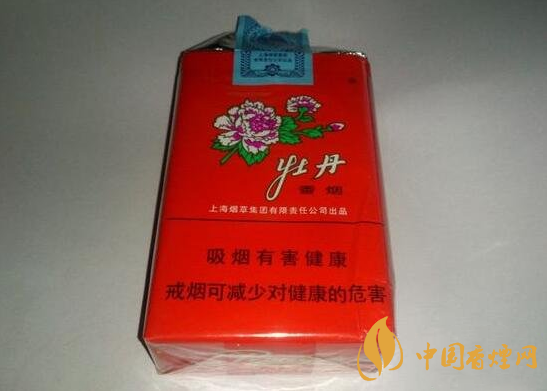 牡丹
香烟
上海烟草集团有限责任公司出品
吸烟有害健康
戒烟可减少对健康的危害
中国香烟网